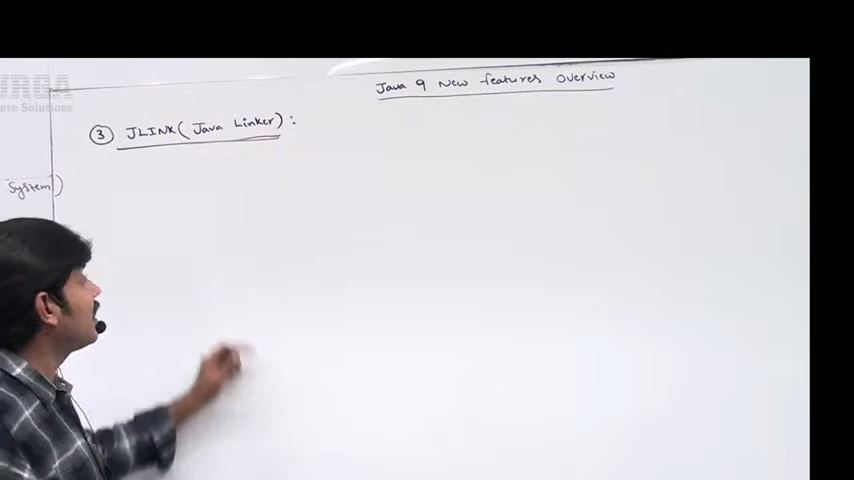 Java 9 New features Overview
③ JLINK( Java Linker) :
System)